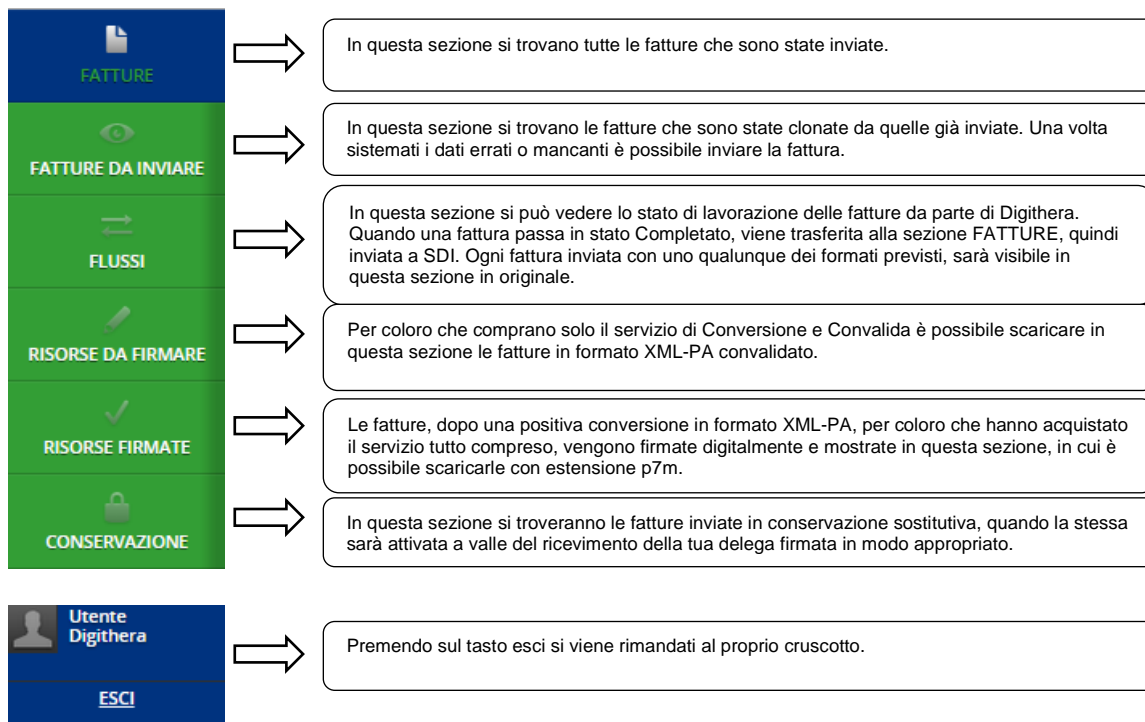 FATTURE
In questa sezione si trovano tutte le fatture che sono state inviate.
FATTURE DA INVIARE
In questa sezione si trovano le fatture che sono state clonate da quelle già inviate. Una volta
sistemati i dati errati o mancanti è possibile inviare la fattura.
FLUSSI
In questa sezione si può vedere lo stato di lavorazione delle fatture da parte di Digithera.
Quando una fattura passa in stato Completato, viene trasferita alla sezione FATTURE, quindi
inviata a SDI. Ogni fattura inviata con uno qualunque dei formati previsti, sarà visibile in
questa sezione in originale.
RISORSE DA FIRMARE
Per coloro che comprano solo il servizio di Conversione e Convalida è possibile scaricare in
questa sezione le fatture in formato XML-PA convalidato.
RISORSE FIRMATE
Le fatture, dopo una positiva conversione in formato XML-PA, per coloro che hanno acquistato
il servizio tutto compreso, vengono firmate digitalmente e mostrate in questa sezione, in cui è
possibile scaricarle con estensione p7m.
CONSERVAZIONE
In questa sezione si troveranno le fatture inviate in conservazione sostitutiva, quando la stessa
sarà attivata a valle del ricevimento della tua delega firmata in modo appropriato.
Utente
Digithera
ESCI
Premendo sul tasto esci si viene rimandati al proprio cruscotto.